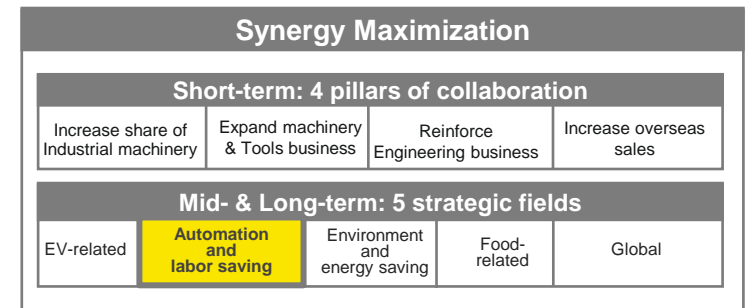 Synergy Maximization
Short-term: 4 pillars of collaboration
Increase share of
Industrial machinery
Expand machinery
& Tools business
Reinforce
Engineering business
Increase overseas
sales
Mid- & Long-term: 5 strategic fields
EV-related
Automation
and
labor saving
Environment
and
energy saving
Food-
related
Global